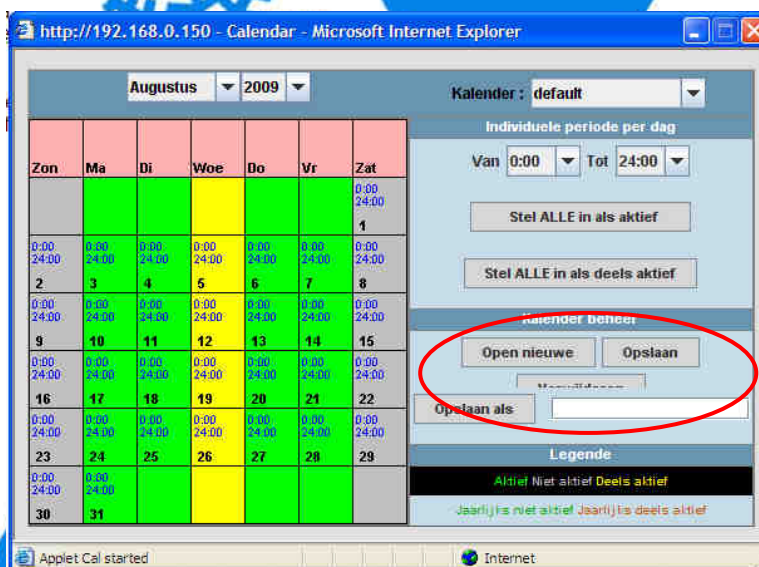 http://192.168.0.150 - Calendar - Microsoft Internet Explorer
Augustus 2009
Kalender : default
Individuele periode per dag
Van 0:00 Tot 24:00
Stel ALLE in als aktief
Stel ALLE in als deels aktief
Kalender beheer
Open nieuwe Opslaan
Verwijderen
Opslaan als
Legende
Aktief Niet aktief Deels aktief
Jaarlijks niet aktief Jaarlijks deels aktief
Zon Ma Di Woe Do Vr Zat
0:00
24:00
1
0:00 0:00 0:00 0:00 0:00 0:00 0:00
24:00 24:00 24:00 24:00 24:00 24:00 24:00
2 3 4 5 6 7 8
0:00 0:00 0:00 0:00 0:00 0:00 0:00
24:00 24:00 24:00 24:00 24:00 24:00 24:00
9 10 11 12 13 14 15
0:00 0:00 0:00 0:00 0:00 0:00 0:00
24:00 24:00 24:00 24:00 24:00 24:00 24:00
16 17 18 19 20 21 22
0:00 0:00 0:00 0:00 0:00 0:00 0:00
24:00 24:00 24:00 24:00 24:00 24:00 24:00
23 24 25 26 27 28 29
0:00 0:00
24:00 24:00
30 31
Applet Cal started
Internet